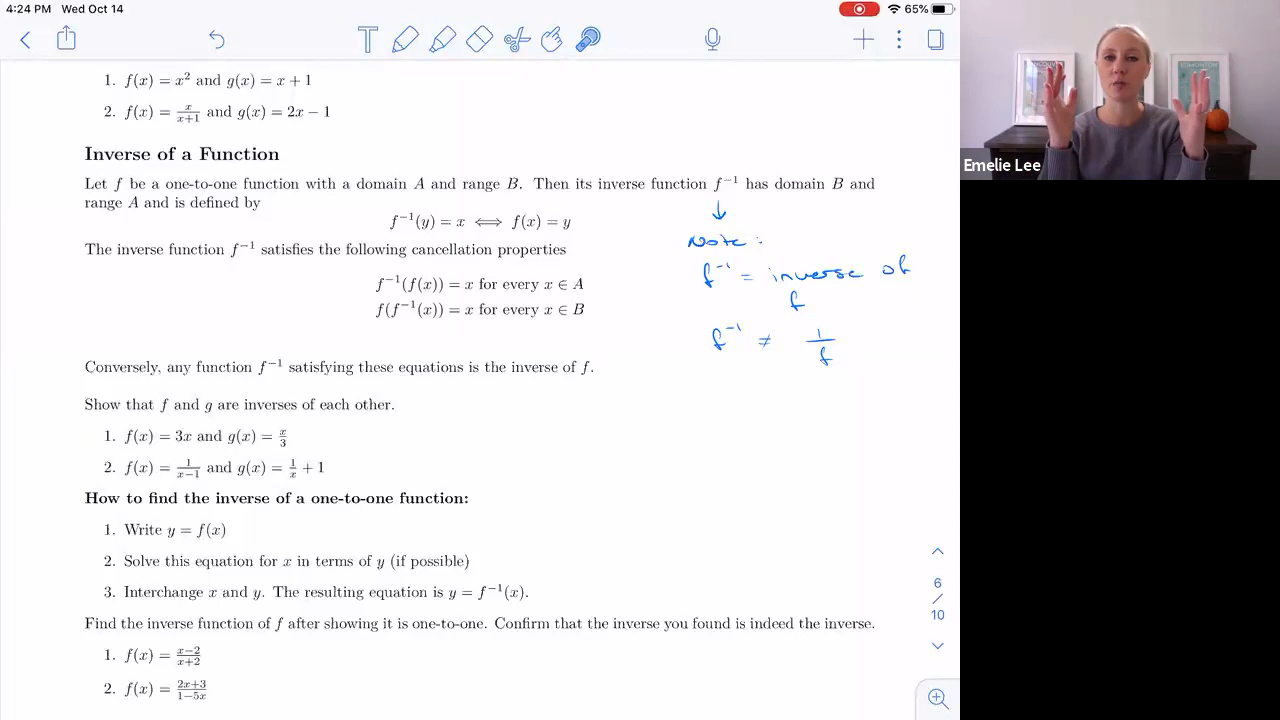 4:24 PM Wed Oct 14
65%
1. f(x) = x² and g(x) = x + 1
2. f(x) = x/(x+1) and g(x) = 2x − 1
Inverse of a Function
Let f be a one-to-one function with a domain A and range B. Then its inverse function f⁻¹ has domain B and
range A and is defined by
f⁻¹(y) = x ⟺ f(x) = y
The inverse function f⁻¹ satisfies the following cancellation properties
f⁻¹(f(x)) = x for every x ∈ A
f(f⁻¹(x)) = x for every x ∈ B
Note:
f⁻¹ = inverse of
f
f⁻¹ ≠ 1/f
Conversely, any function f⁻¹ satisfying these equations is the inverse of f.
Show that f and g are inverses of each other.
1. f(x) = 3x and g(x) = x/3
2. f(x) = 1/(x−1) and g(x) = 1/x + 1
How to find the inverse of a one-to-one function:
1. Write y = f(x)
2. Solve this equation for x in terms of y (if possible)
3. Interchange x and y. The resulting equation is y = f⁻¹(x).
Find the inverse function of f after showing it is one-to-one. Confirm that the inverse you found is indeed the inverse.
1. f(x) = (x−2)/(x+2)
2. f(x) = (2x+3)/(1−5x)
6
/
10
EDMONTON
Emelie Lee